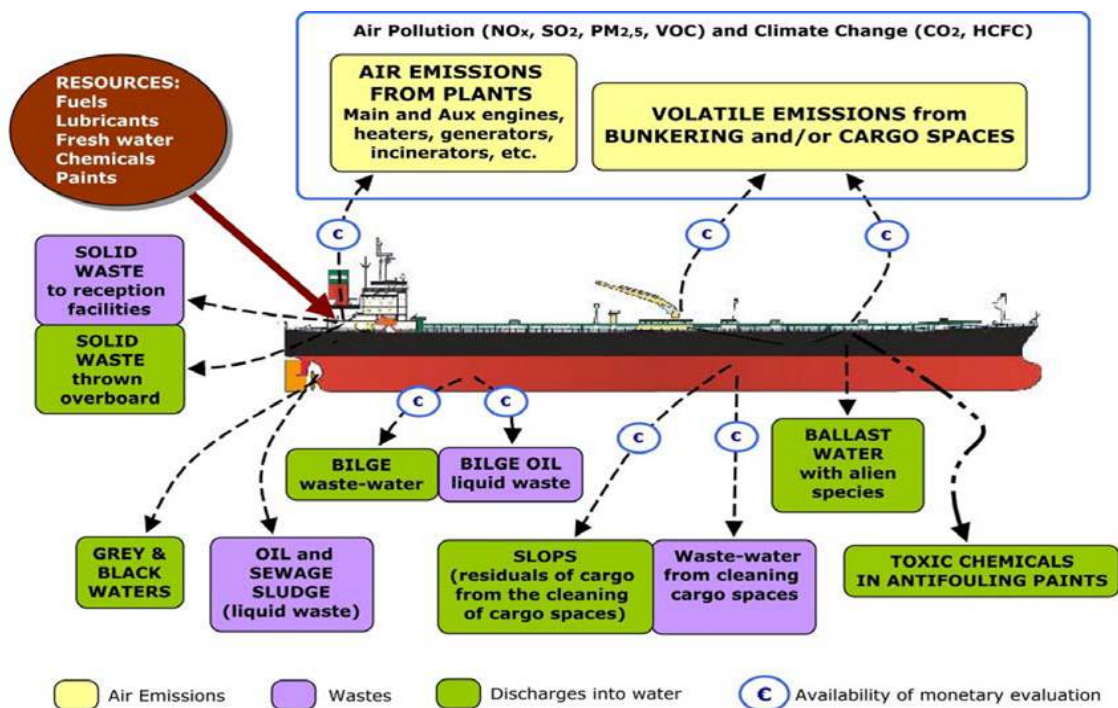 Air Pollution (NOx, SO2, PM2,5, VOC) and Climate Change (CO2, HCFC)
RESOURCES:
Fuels
Lubricants
Fresh water
Chemicals
Paints
AIR EMISSIONS
FROM PLANTS
Main and Aux engines,
heaters, generators,
incinerators, etc.
VOLATILE EMISSIONS from
BUNKERING and/or CARGO SPACES
€
€
€
SOLID
WASTE
to reception
facilities
SOLID
WASTE
thrown
overboard
€
€
€
€
BILGE
waste-water
BILGE OIL
liquid waste
BALLAST
WATER
with alien
species
GREY &
BLACK
WATERS
OIL and
SEWAGE
SLUDGE
(liquid waste)
SLOPS
(residuals of cargo
from the cleaning
of cargo spaces)
Waste-water
from cleaning
cargo spaces
TOXIC CHEMICALS
IN ANTIFOULING PAINTS
Air Emissions
Wastes
Discharges into water
€ Availability of monetary evaluation